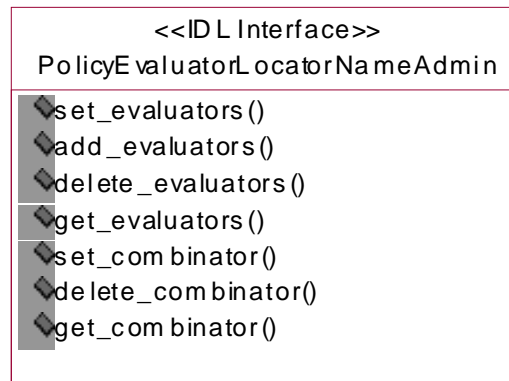 <<IDL Interface>>
PolicyEvaluatorLocatorNameAdmin
set_evaluators()
add_evaluators()
delete_evaluators()
get_evaluators()
set_combinator()
delete_combinator()
get_combinator()